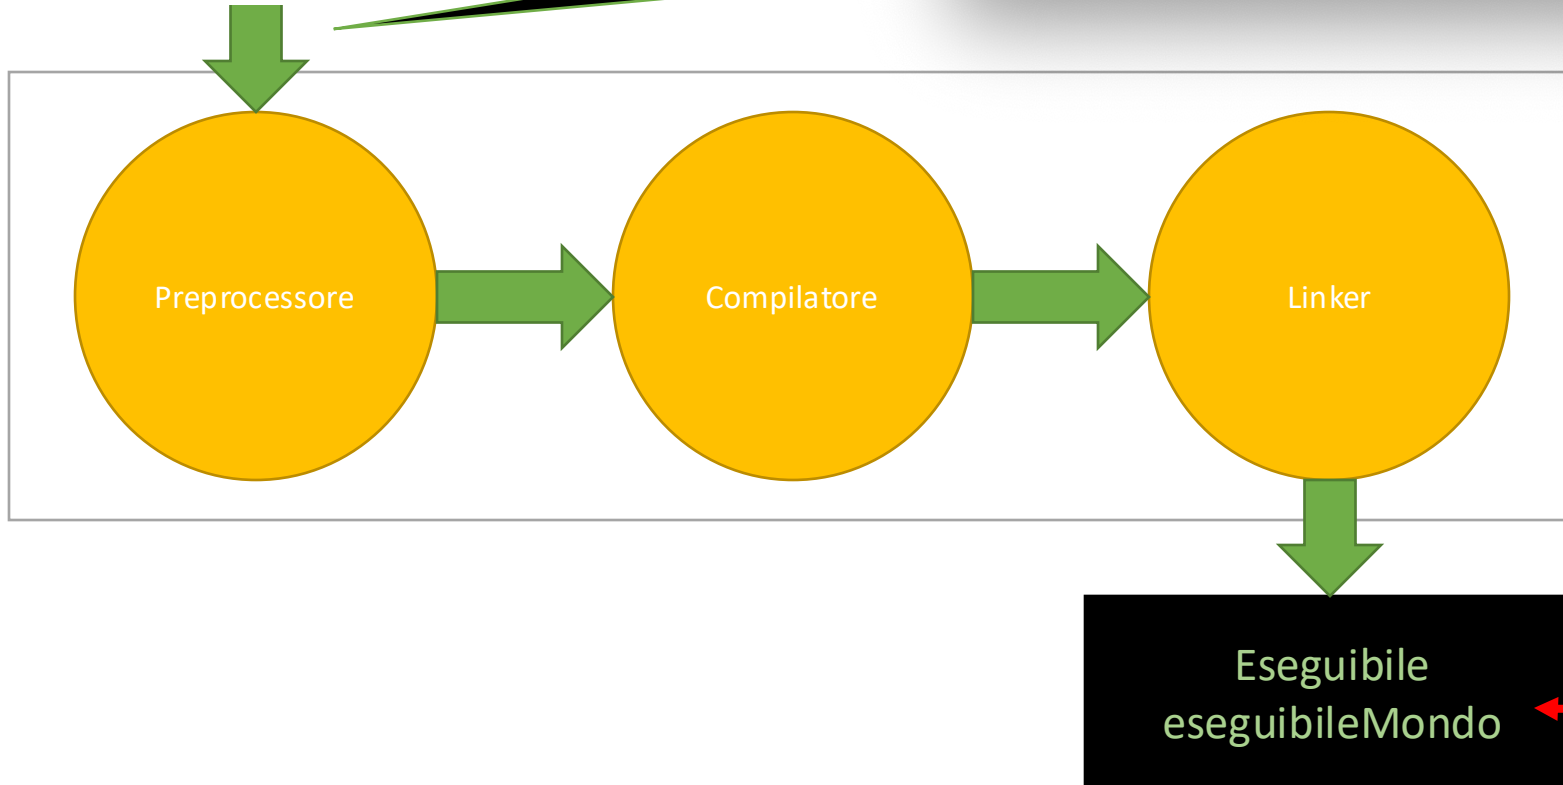 Preprocessore
Compilatore
Linker
Eseguibile
eseguibileMondo